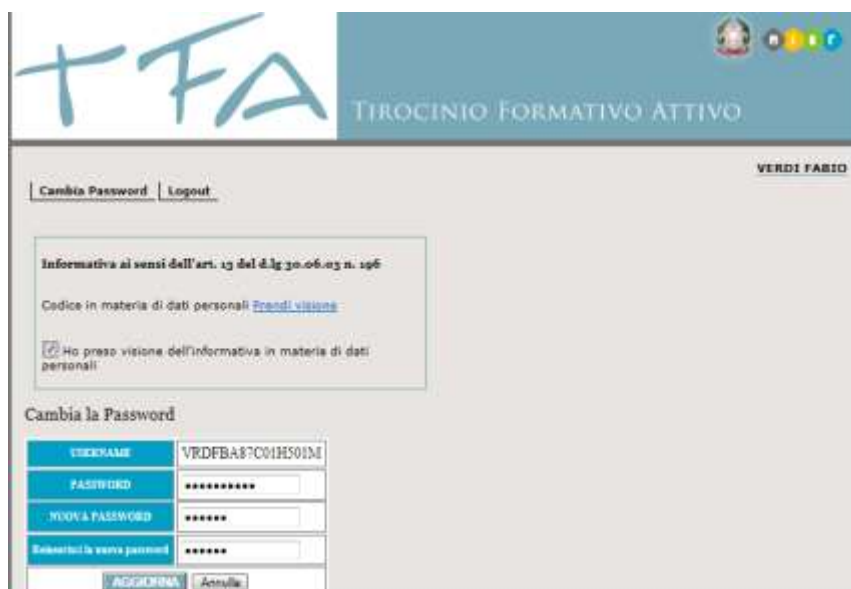 TFA
miur
TIROCINIO FORMATIVO ATTIVO
VERDI FABIO
Cambia Password Logout
Informativa ai sensi dell'art. 13 del d.lg 30.06.03 n. 196
Codice in materia di dati personali Prendi visione
Ho preso visione dell'informativa in materia di dati
personali
Cambia la Password
USERNAME VRDFBA87C01H501M
PASSWORD ••••••••••
NUOVA PASSWORD ••••••
Reinserisci la nuova password ••••••
AGGIORNA Annulla